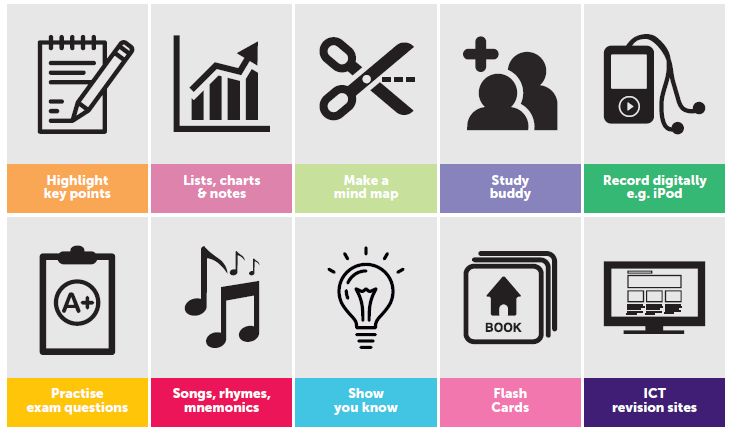 Highlight
key points
Lists, charts
& notes
Make a
mind map
Study
buddy
Record digitally
e.g. iPod
A+
BOOK
Practise
exam questions
Songs, rhymes,
mnemonics
Show
you know
Flash
Cards
ICT
revision sites